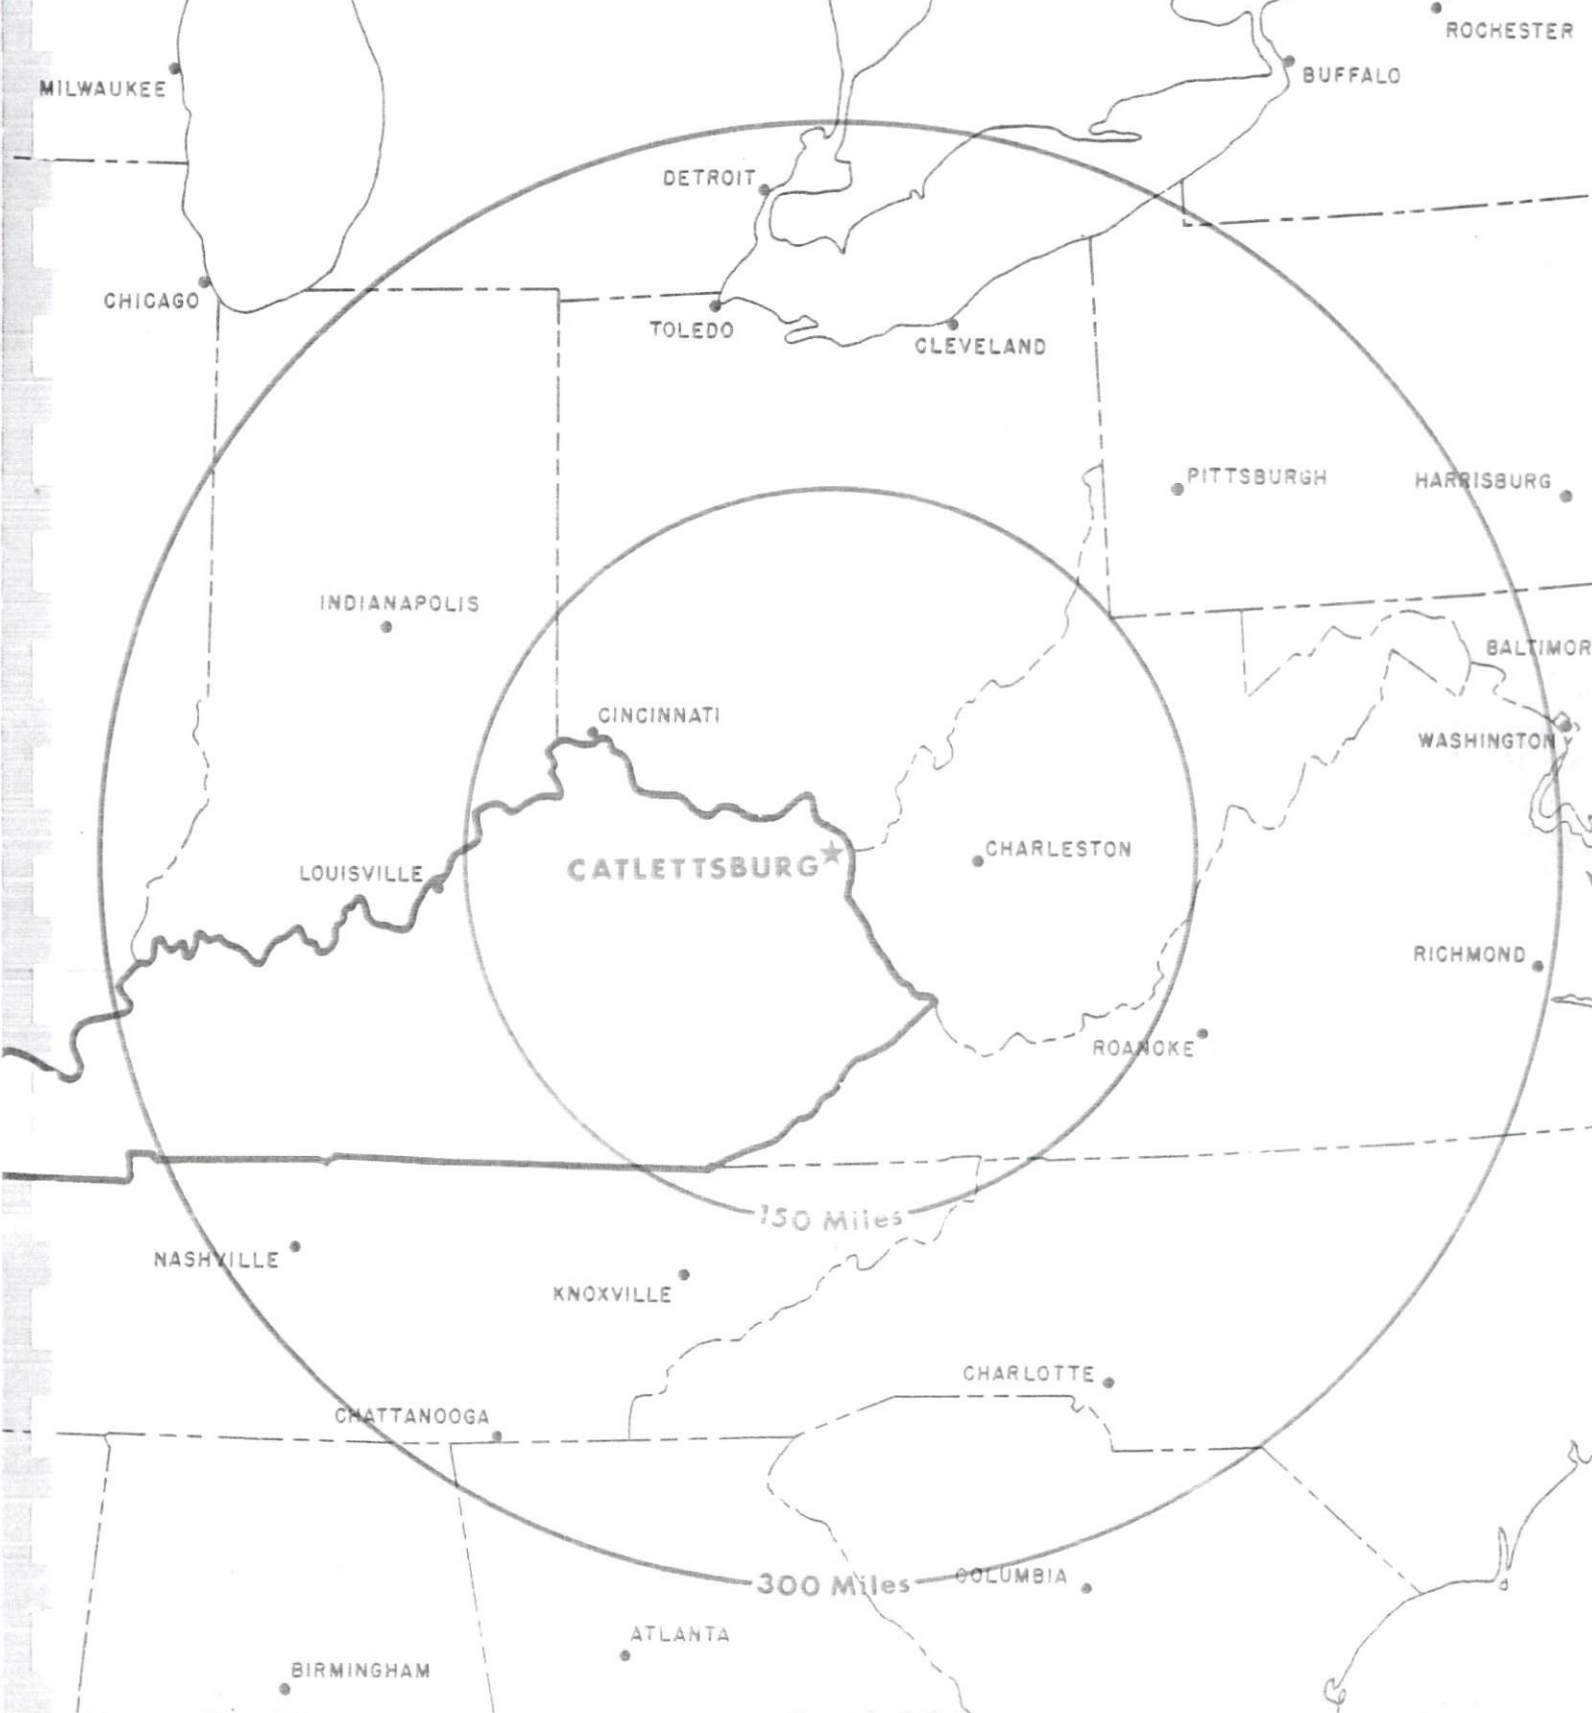 ROCHESTER
BUFFALO
MILWAUKEE
DETROIT
CHICAGO
TOLEDO
CLEVELAND
PITTSBURGH
HARRISBURG
INDIANAPOLIS
BALTIMOR
CINCINNATI
WASHINGTON
CHARLESTON
CATLETTSBURG
LOUISVILLE
RICHMOND
ROANOKE
150 Miles
NASHVILLE
KNOXVILLE
CHARLOTTE
CHATTANOOGA
300 Miles
COLUMBIA
ATLANTA
BIRMINGHAM